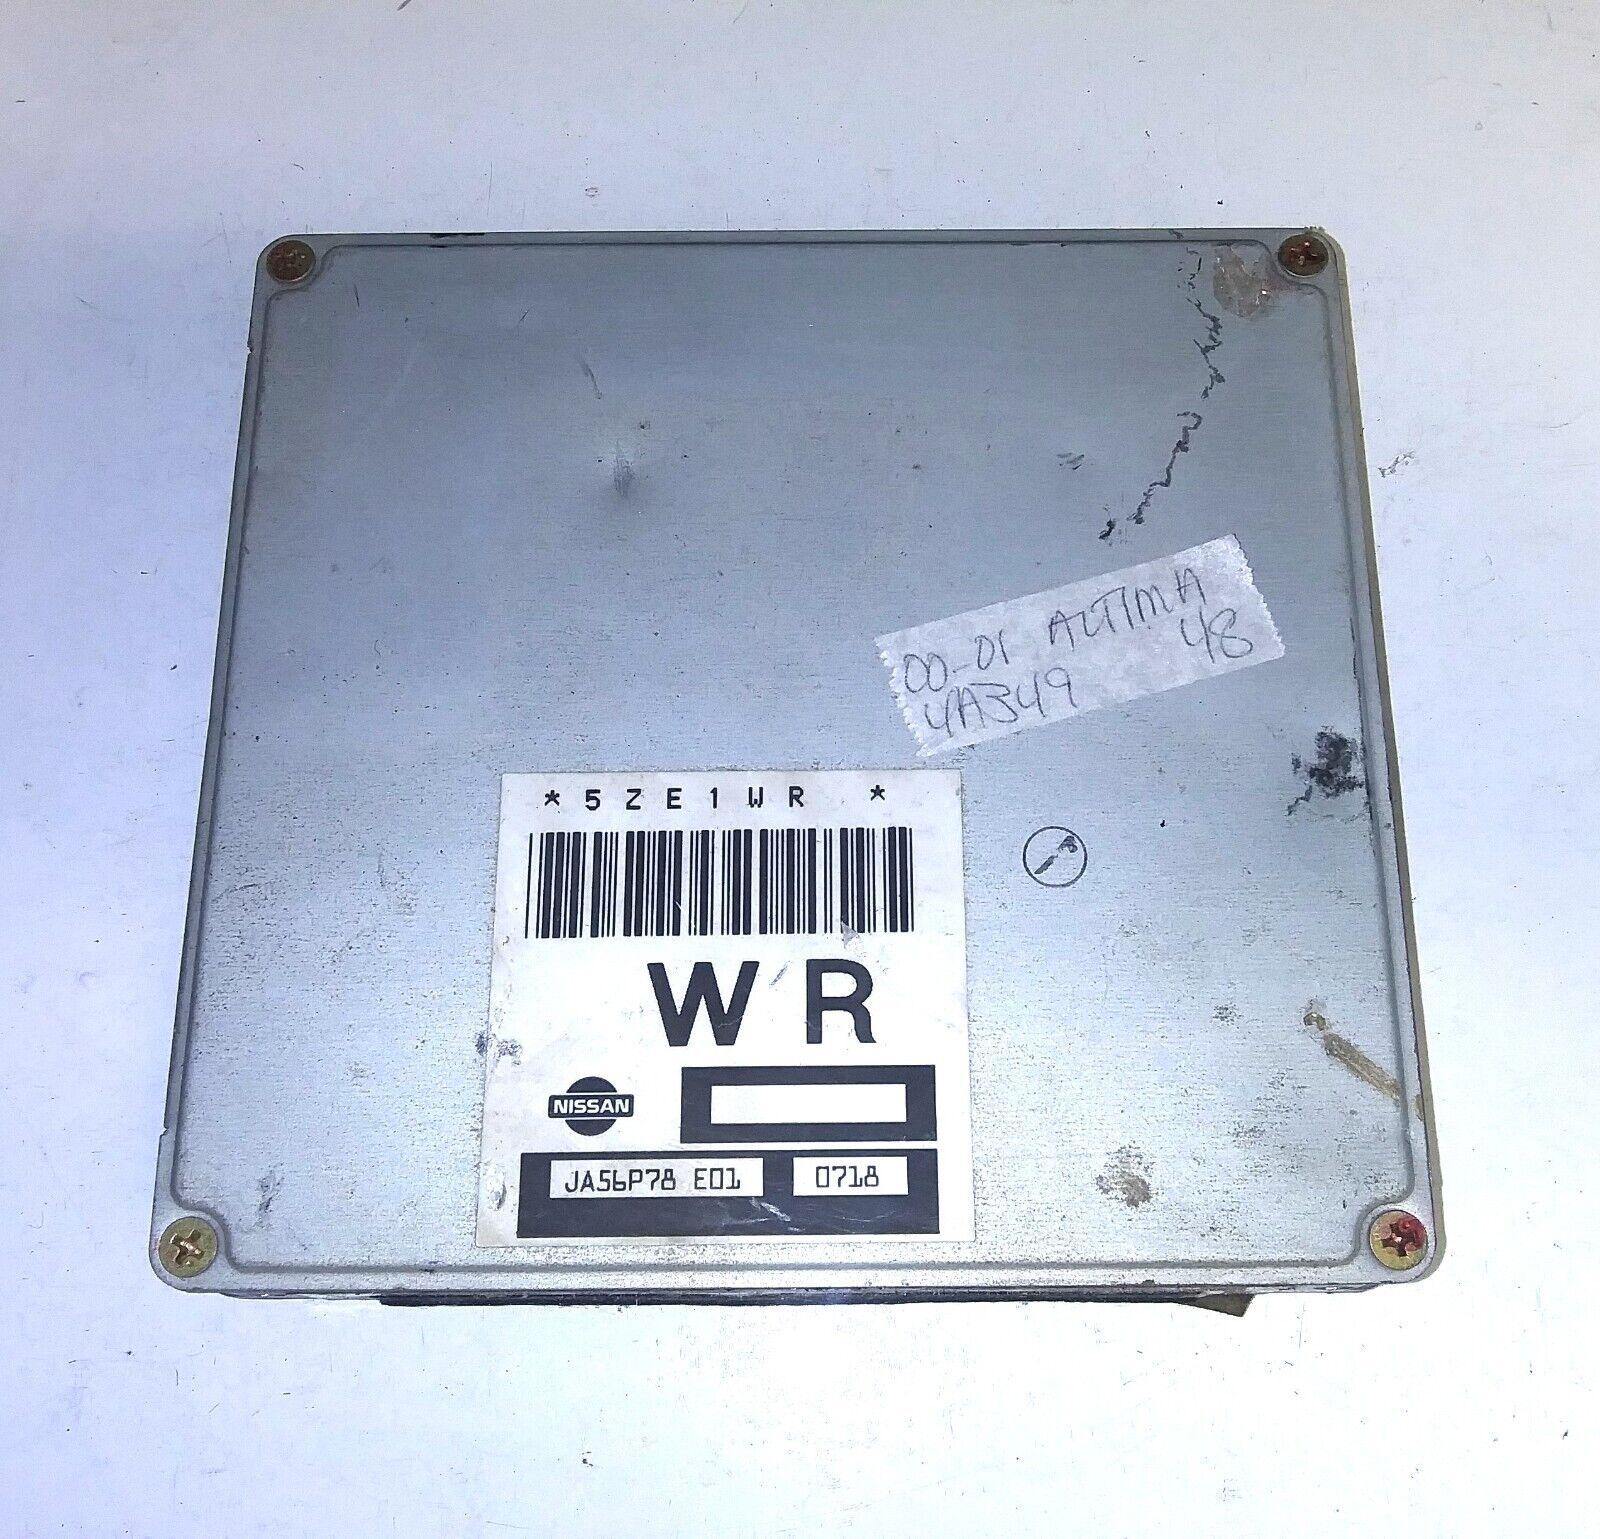 00-01 ALTIMA
4A349 48
*5ZE1WR *
WR
NISSAN
JA56P78 E01 0718